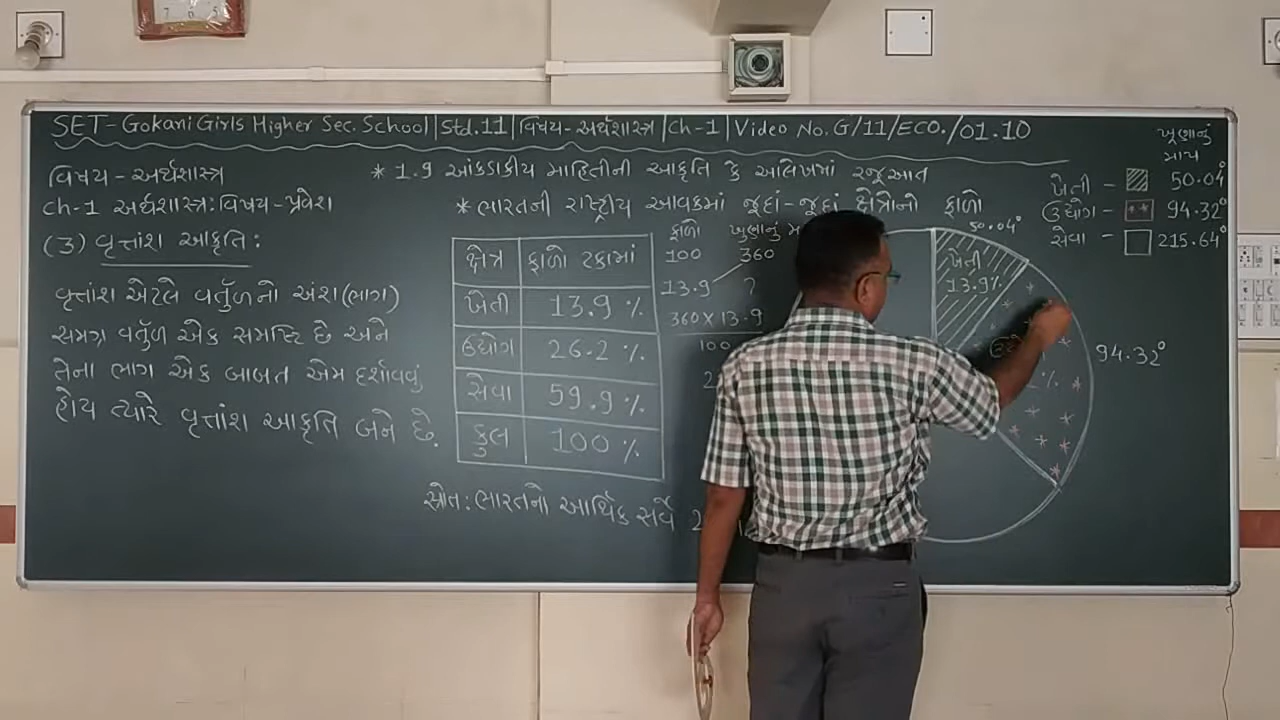 7 6 5
SET-Gokani Girls Higher Sec. School | Std.11 | વિષય-અર્થશાસ્ત્ર | Ch-1 | Video No. G/11/ECO./01.10
વિષય - અર્થશાસ્ત્ર
Ch-1 અર્થશાસ્ત્ર: વિષય-પ્રવેશ
(3) વૃત્તાંશ આકૃતિ:
વૃત્તાંશ એટલે વર્તુળનો અંશ(ભાગ)
સમગ્ર વર્તુળ એક સમષ્ટિ છે અને
તેના ભાગ એક બાબત એમ દર્શાવવું
હોય ત્યારે વૃત્તાંશ આકૃતિ બને છે.
* 1.9 આંકડાકીય માહિતીની આકૃતિ કે આલેખમાં રજૂઆત
* ભારતની રાષ્ટ્રીય આવકમાં જૂદાં-જૂદાં ક્ષેત્રોનો ફાળો
ક્ષેત્ર ફાળો ટકામાં
ખેતી 13.9 %
ઉદ્યોગ 26.2 %
સેવા 59.9 %
કુલ 100 %
સ્રોત: ભારતનો આર્થિક સર્વે 2
ફાળો ખુણાનું
100 360
13.9 ?
360 x 13.9
100
50.04°
ખેતી
13.9%
%
94.32°
ખૂણાનું
માપ
ખેતી - 50.04°
ઉદ્યોગ - 94.32°
સેવા - 215.64°